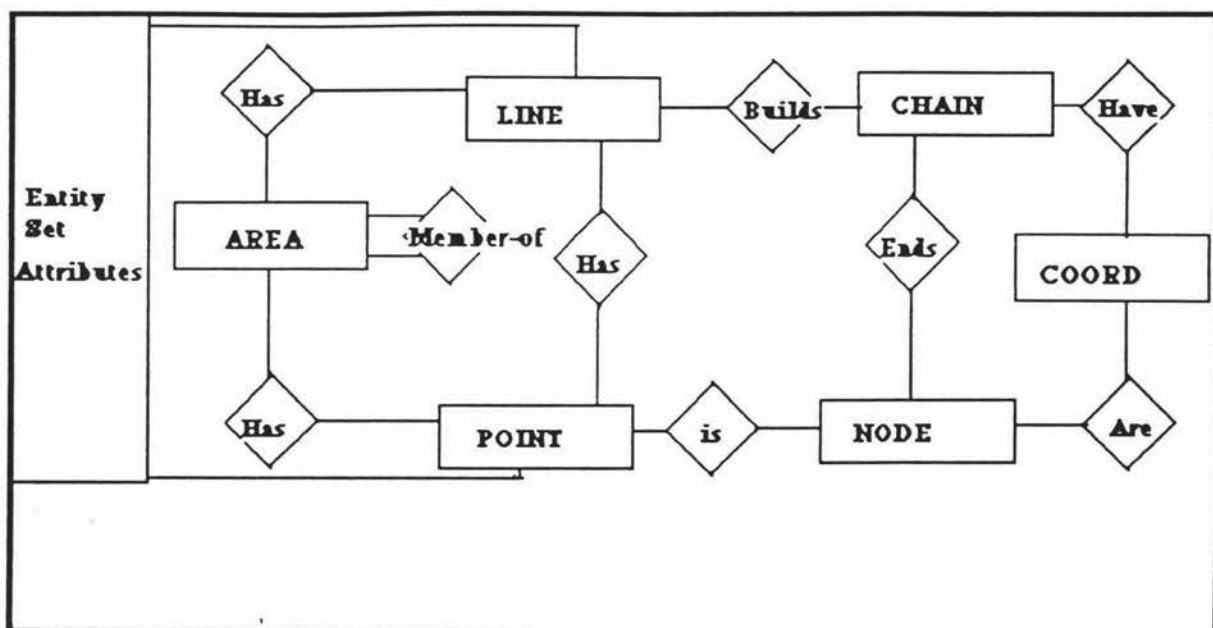 Entity
Set
Attributes
Has
LINE
Builds
CHAIN
Have
AREA
Member-of
Has
Ends
COORD
Has
POINT
is
NODE
Are